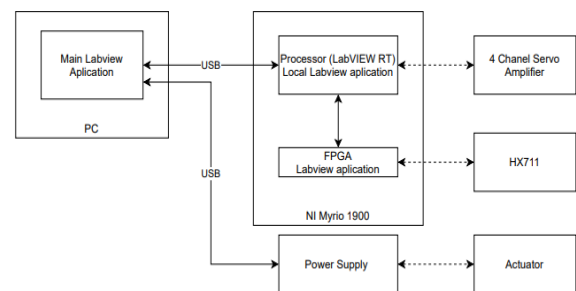 Main Labview
Aplication
PC
USB
USB
Processor (LabVIEW RT)
Local Labview aplication
FPGA
Labview aplication
NI Myrio 1900
4 Chanel Servo
Amplifier
HX711
Power Supply
Actuator